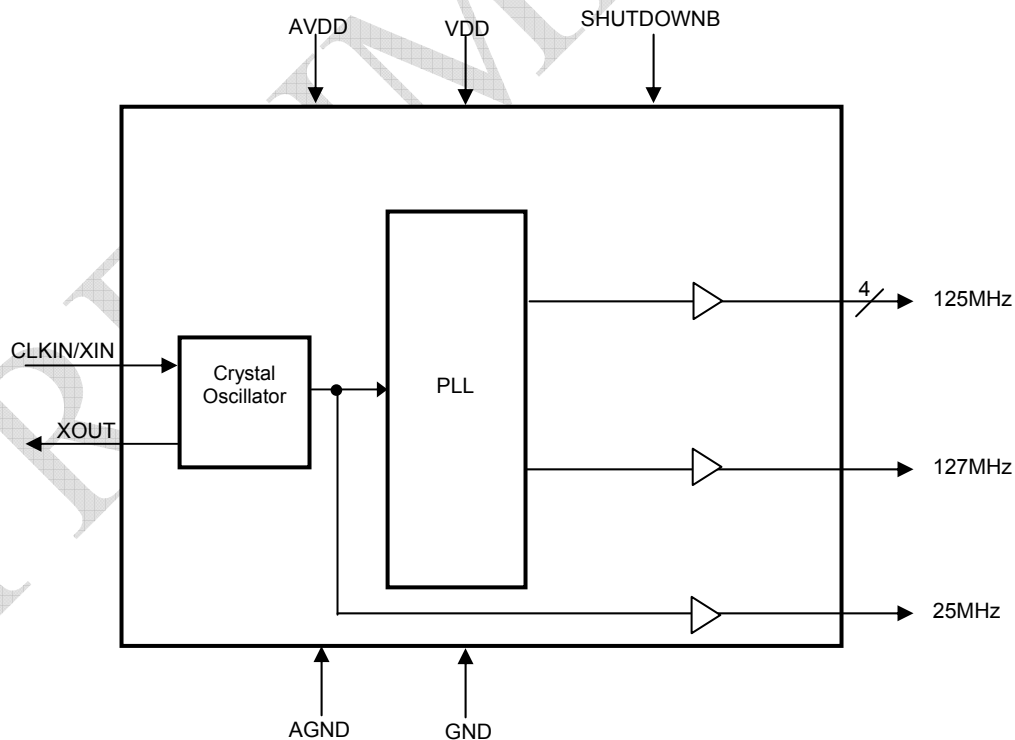 AVDD
VDD
SHUTDOWNB
4
125MHz
CLKIN/XIN
Crystal
Oscillator
PLL
XOUT
127MHz
25MHz
AGND
GND